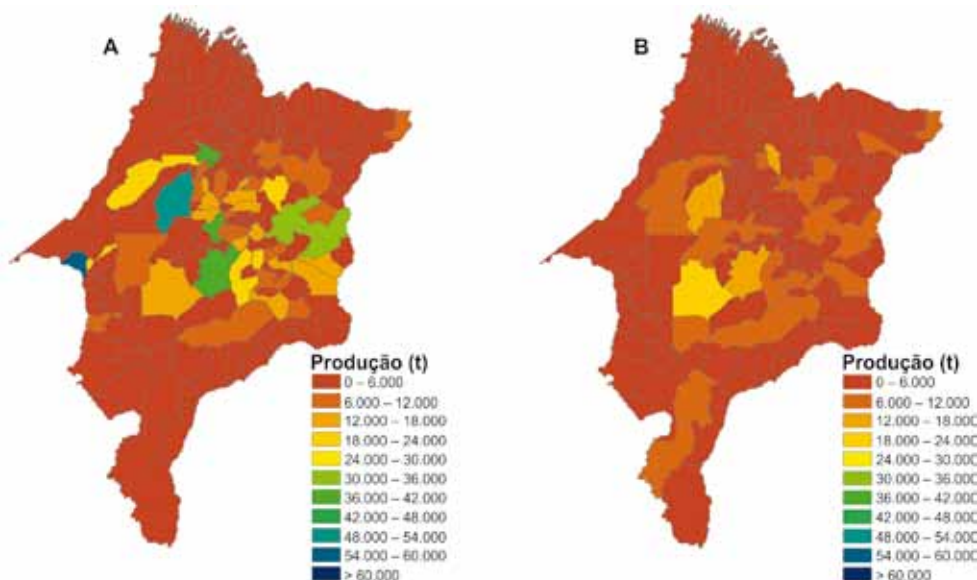 A
B
Produção (t)
0 – 6.000
6.000 – 12.000
12.000 – 18.000
18.000 – 24.000
24.000 – 30.000
30.000 – 36.000
36.000 – 42.000
42.000 – 48.000
48.000 – 54.000
54.000 – 60.000
> 60.000
Produção (t)
0 – 6.000
6.000 – 12.000
12.000 – 18.000
18.000 – 24.000
24.000 – 30.000
30.000 – 36.000
36.000 – 42.000
42.000 – 48.000
48.000 – 54.000
54.000 – 60.000
> 60.000